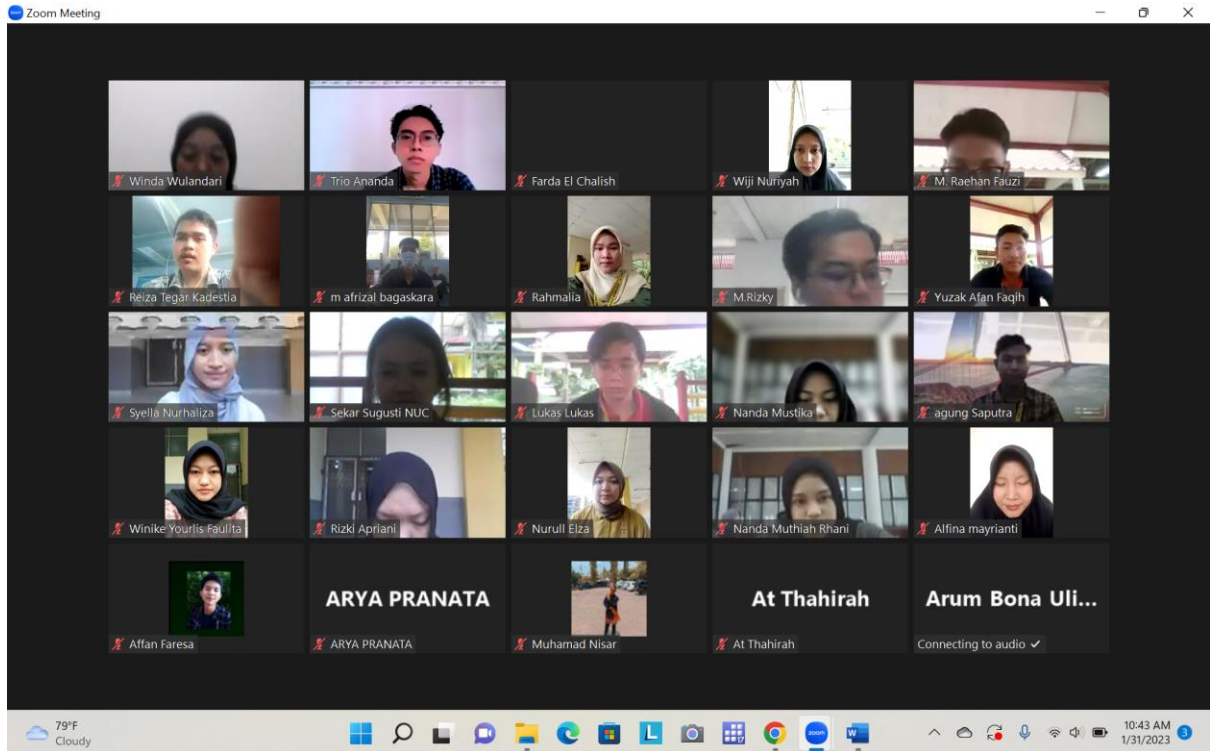 Zoom Meeting
Winda Wulandari
Trio Ananda
Farda El Chalish
Wiji Nuriyah
M. Raehan Fauzi
Reiza Tegar Kadestia
m afrizal bagaskara
Rahmalia
M.Rizky
Yuzak Afan Faqih
Syella Nurhaliza
Sekar Sugusti NUC
Lukas Lukas
Nanda Mustika
agung Saputra
Winike Yourlis Faulita
Rizki Apriani
Nurull Elza
Nanda Muthiah Rhani
Alfina mayrianti
Affan Faresa
ARYA PRANATA
ARYA PRANATA
Muhamad Nisar
At Thahirah
At Thahirah
Arum Bona Uli...
Connecting to audio
79°F
Cloudy
10:43 AM
1/31/2023
3